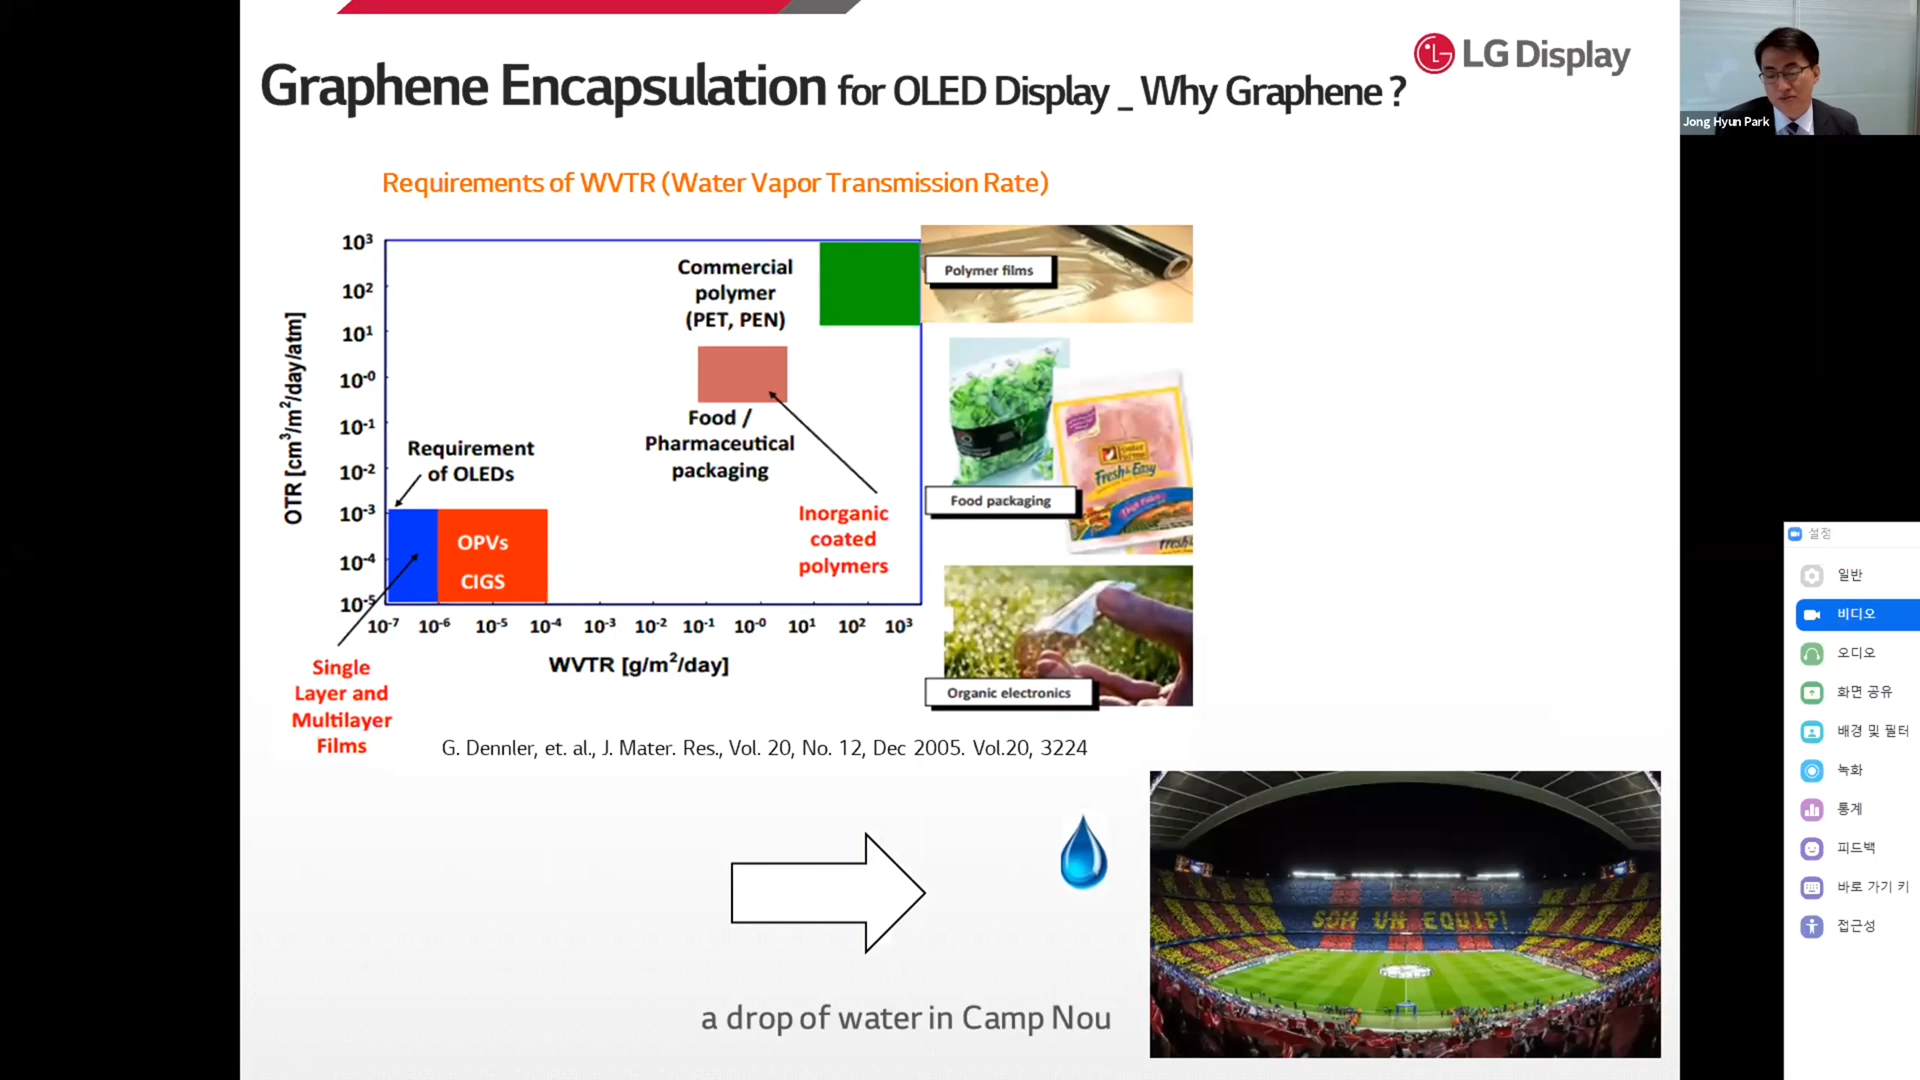 LG Display
Graphene Encapsulation for OLED Display _ Why Graphene ?
Jong Hyun Park
Requirements of WVTR (Water Vapor Transmission Rate)
OTR [cm³/m²/day/atm]
10³
10²
10¹
10⁻⁰
10⁻¹
10⁻²
10⁻³
10⁻⁴
10⁻⁵
Commercial
polymer
(PET, PEN)
Food /
Pharmaceutical
packaging
Requirement
of OLEDs
OPVs
CIGS
Inorganic
coated
polymers
10⁻⁷ 10⁻⁶ 10⁻⁵ 10⁻⁴ 10⁻³ 10⁻² 10⁻¹ 10⁻⁰ 10¹ 10² 10³
WVTR [g/m²/day]
Single
Layer and
Multilayer
Films
Polymer films
Fresh & Easy
Food packaging
Organic electronics
G. Dennler, et. al., J. Mater. Res., Vol. 20, No. 12, Dec 2005. Vol.20, 3224
SOM UN EQUIP!
a drop of water in Camp Nou
설정
일반
비디오
오디오
화면 공유
배경 및 필터
녹화
통계
피드백
바로 가기 키
접근성